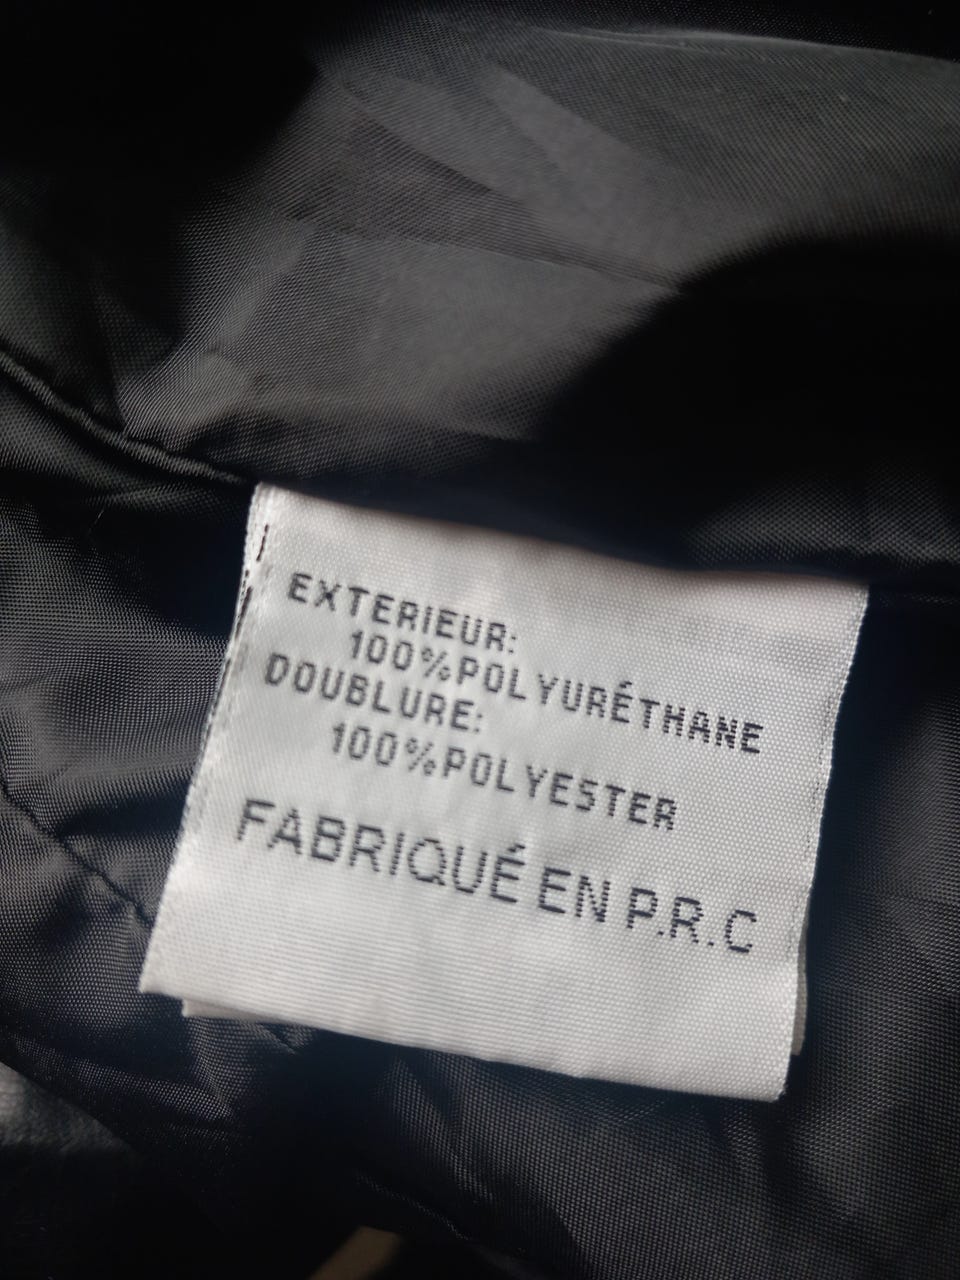 EXTERIEUR:
100%POLYURÉTHANE
DOUBLURE:
100%POLYESTER
FABRIQUÉ EN P.R.C